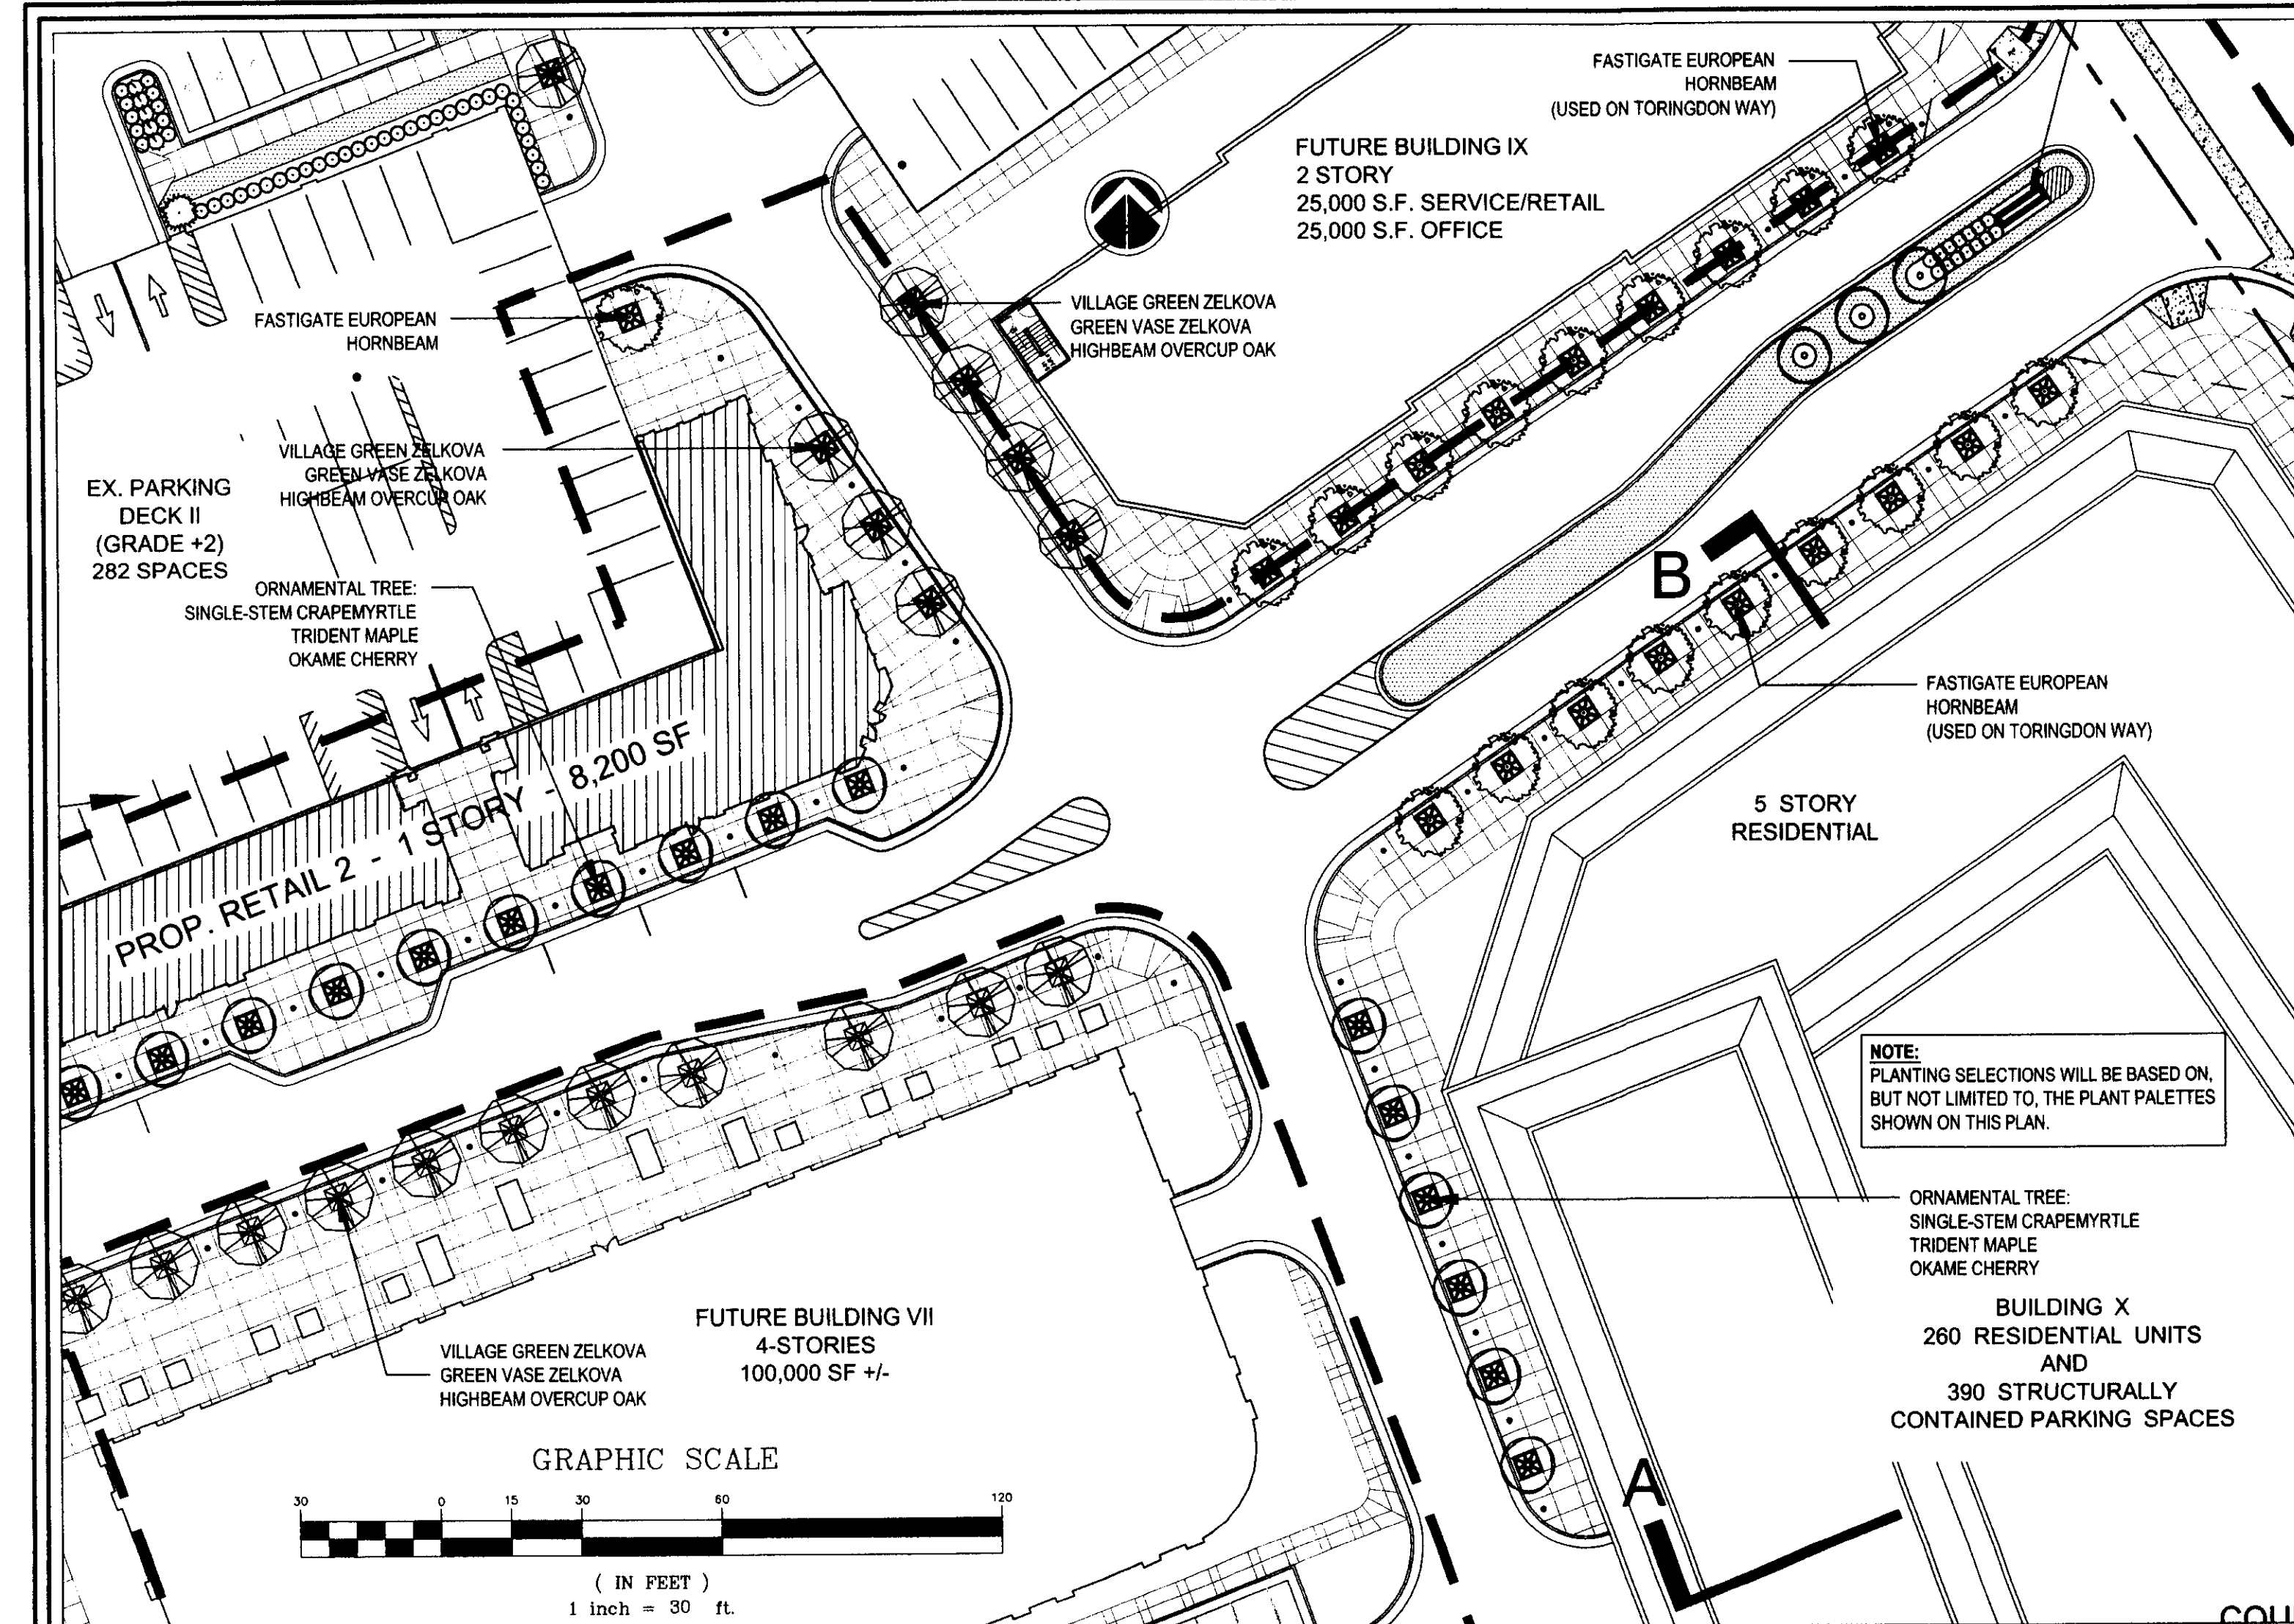 FASTIGATE EUROPEAN
HORNBEAM
(USED ON TORINGDON WAY)
FUTURE BUILDING IX
2 STORY
25,000 S.F. SERVICE/RETAIL
25,000 S.F. OFFICE
FASTIGATE EUROPEAN
HORNBEAM
VILLAGE GREEN ZELKOVA
GREEN VASE ZELKOVA
HIGHBEAM OVERCUP OAK
VILLAGE GREEN ZELKOVA
GREEN VASE ZELKOVA
HIGHBEAM OVERCUP OAK
EX. PARKING
DECK II
(GRADE +2)
282 SPACES
ORNAMENTAL TREE:
SINGLE-STEM CRAPEMYRTLE
TRIDENT MAPLE
OKAME CHERRY
B
FASTIGATE EUROPEAN
HORNBEAM
(USED ON TORINGDON WAY)
5 STORY
RESIDENTIAL
PROP. RETAIL 2 - 1 STORY - 8,200 SF
NOTE:
PLANTING SELECTIONS WILL BE BASED ON,
BUT NOT LIMITED TO, THE PLANT PALETTES
SHOWN ON THIS PLAN.
ORNAMENTAL TREE:
SINGLE-STEM CRAPEMYRTLE
TRIDENT MAPLE
OKAME CHERRY
BUILDING X
260 RESIDENTIAL UNITS
AND
390 STRUCTURALLY
CONTAINED PARKING SPACES
FUTURE BUILDING VII
4-STORIES
100,000 SF +/-
VILLAGE GREEN ZELKOVA
GREEN VASE ZELKOVA
HIGHBEAM OVERCUP OAK
A
GRAPHIC SCALE
30 0 15 30 60 120
( IN FEET )
1 inch = 30 ft.